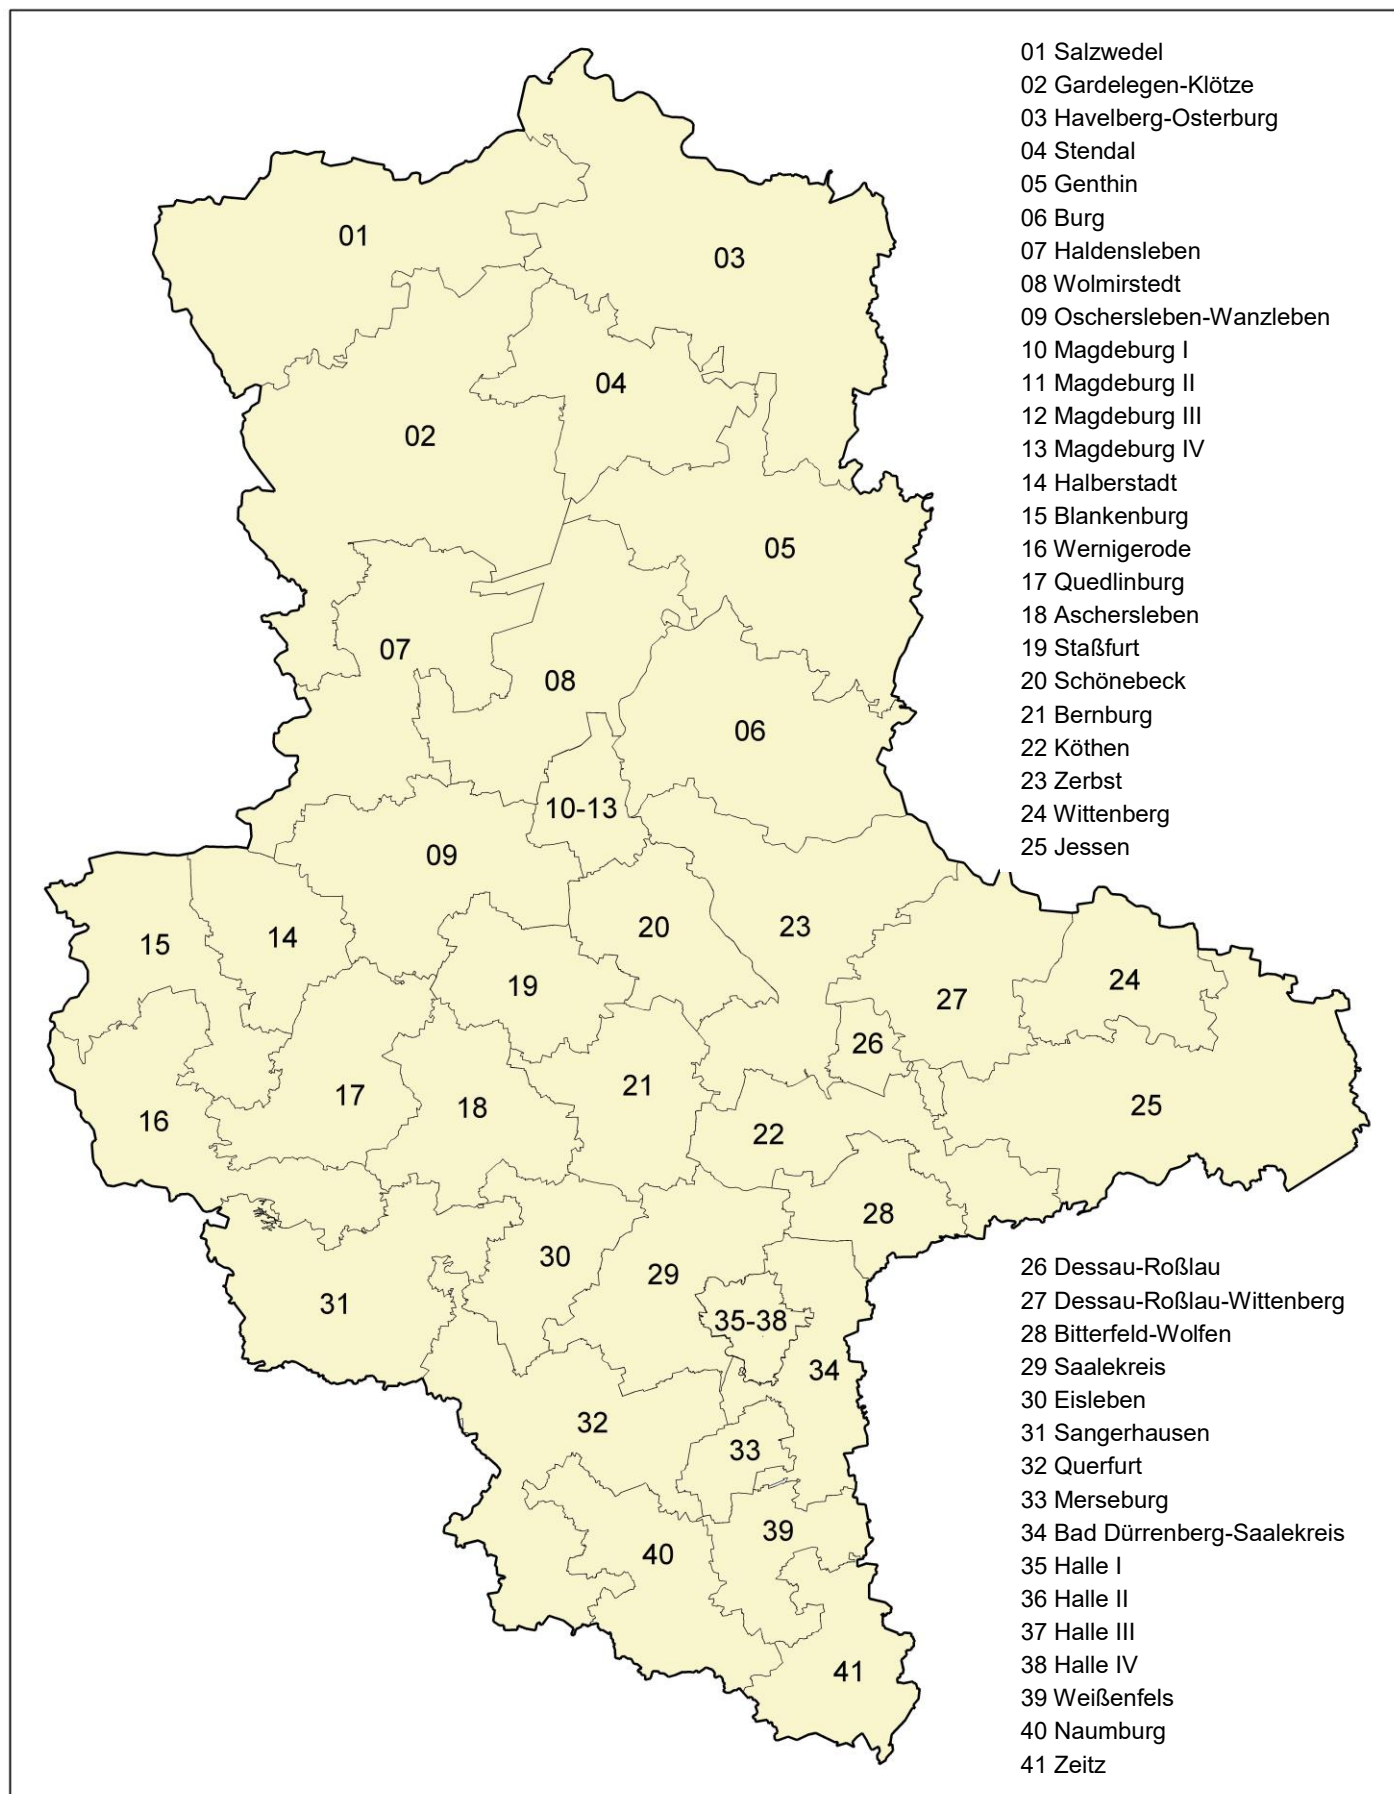 01 Salzwedel
02 Gardelegen-Klötze
03 Havelberg-Osterburg
04 Stendal
05 Genthin
06 Burg
07 Haldensleben
08 Wolmirstedt
09 Oschersleben-Wanzleben
10 Magdeburg I
11 Magdeburg II
12 Magdeburg III
13 Magdeburg IV
14 Halberstadt
15 Blankenburg
16 Wernigerode
17 Quedlinburg
18 Aschersleben
19 Staßfurt
20 Schönebeck
21 Bernburg
22 Köthen
23 Zerbst
24 Wittenberg
25 Jessen
26 Dessau-Roßlau
27 Dessau-Roßlau-Wittenberg
28 Bitterfeld-Wolfen
29 Saalekreis
30 Eisleben
31 Sangerhausen
32 Querfurt
33 Merseburg
34 Bad Dürrenberg-Saalekreis
35 Halle I
36 Halle II
37 Halle III
38 Halle IV
39 Weißenfels
40 Naumburg
41 Zeitz
01
03
04
02
05
07
08
06
10-13
09
20
23
14
15
24
19
27
26
21
17
18
25
16
22
28
30
29
31
35-38
34
32
33
39
40
41